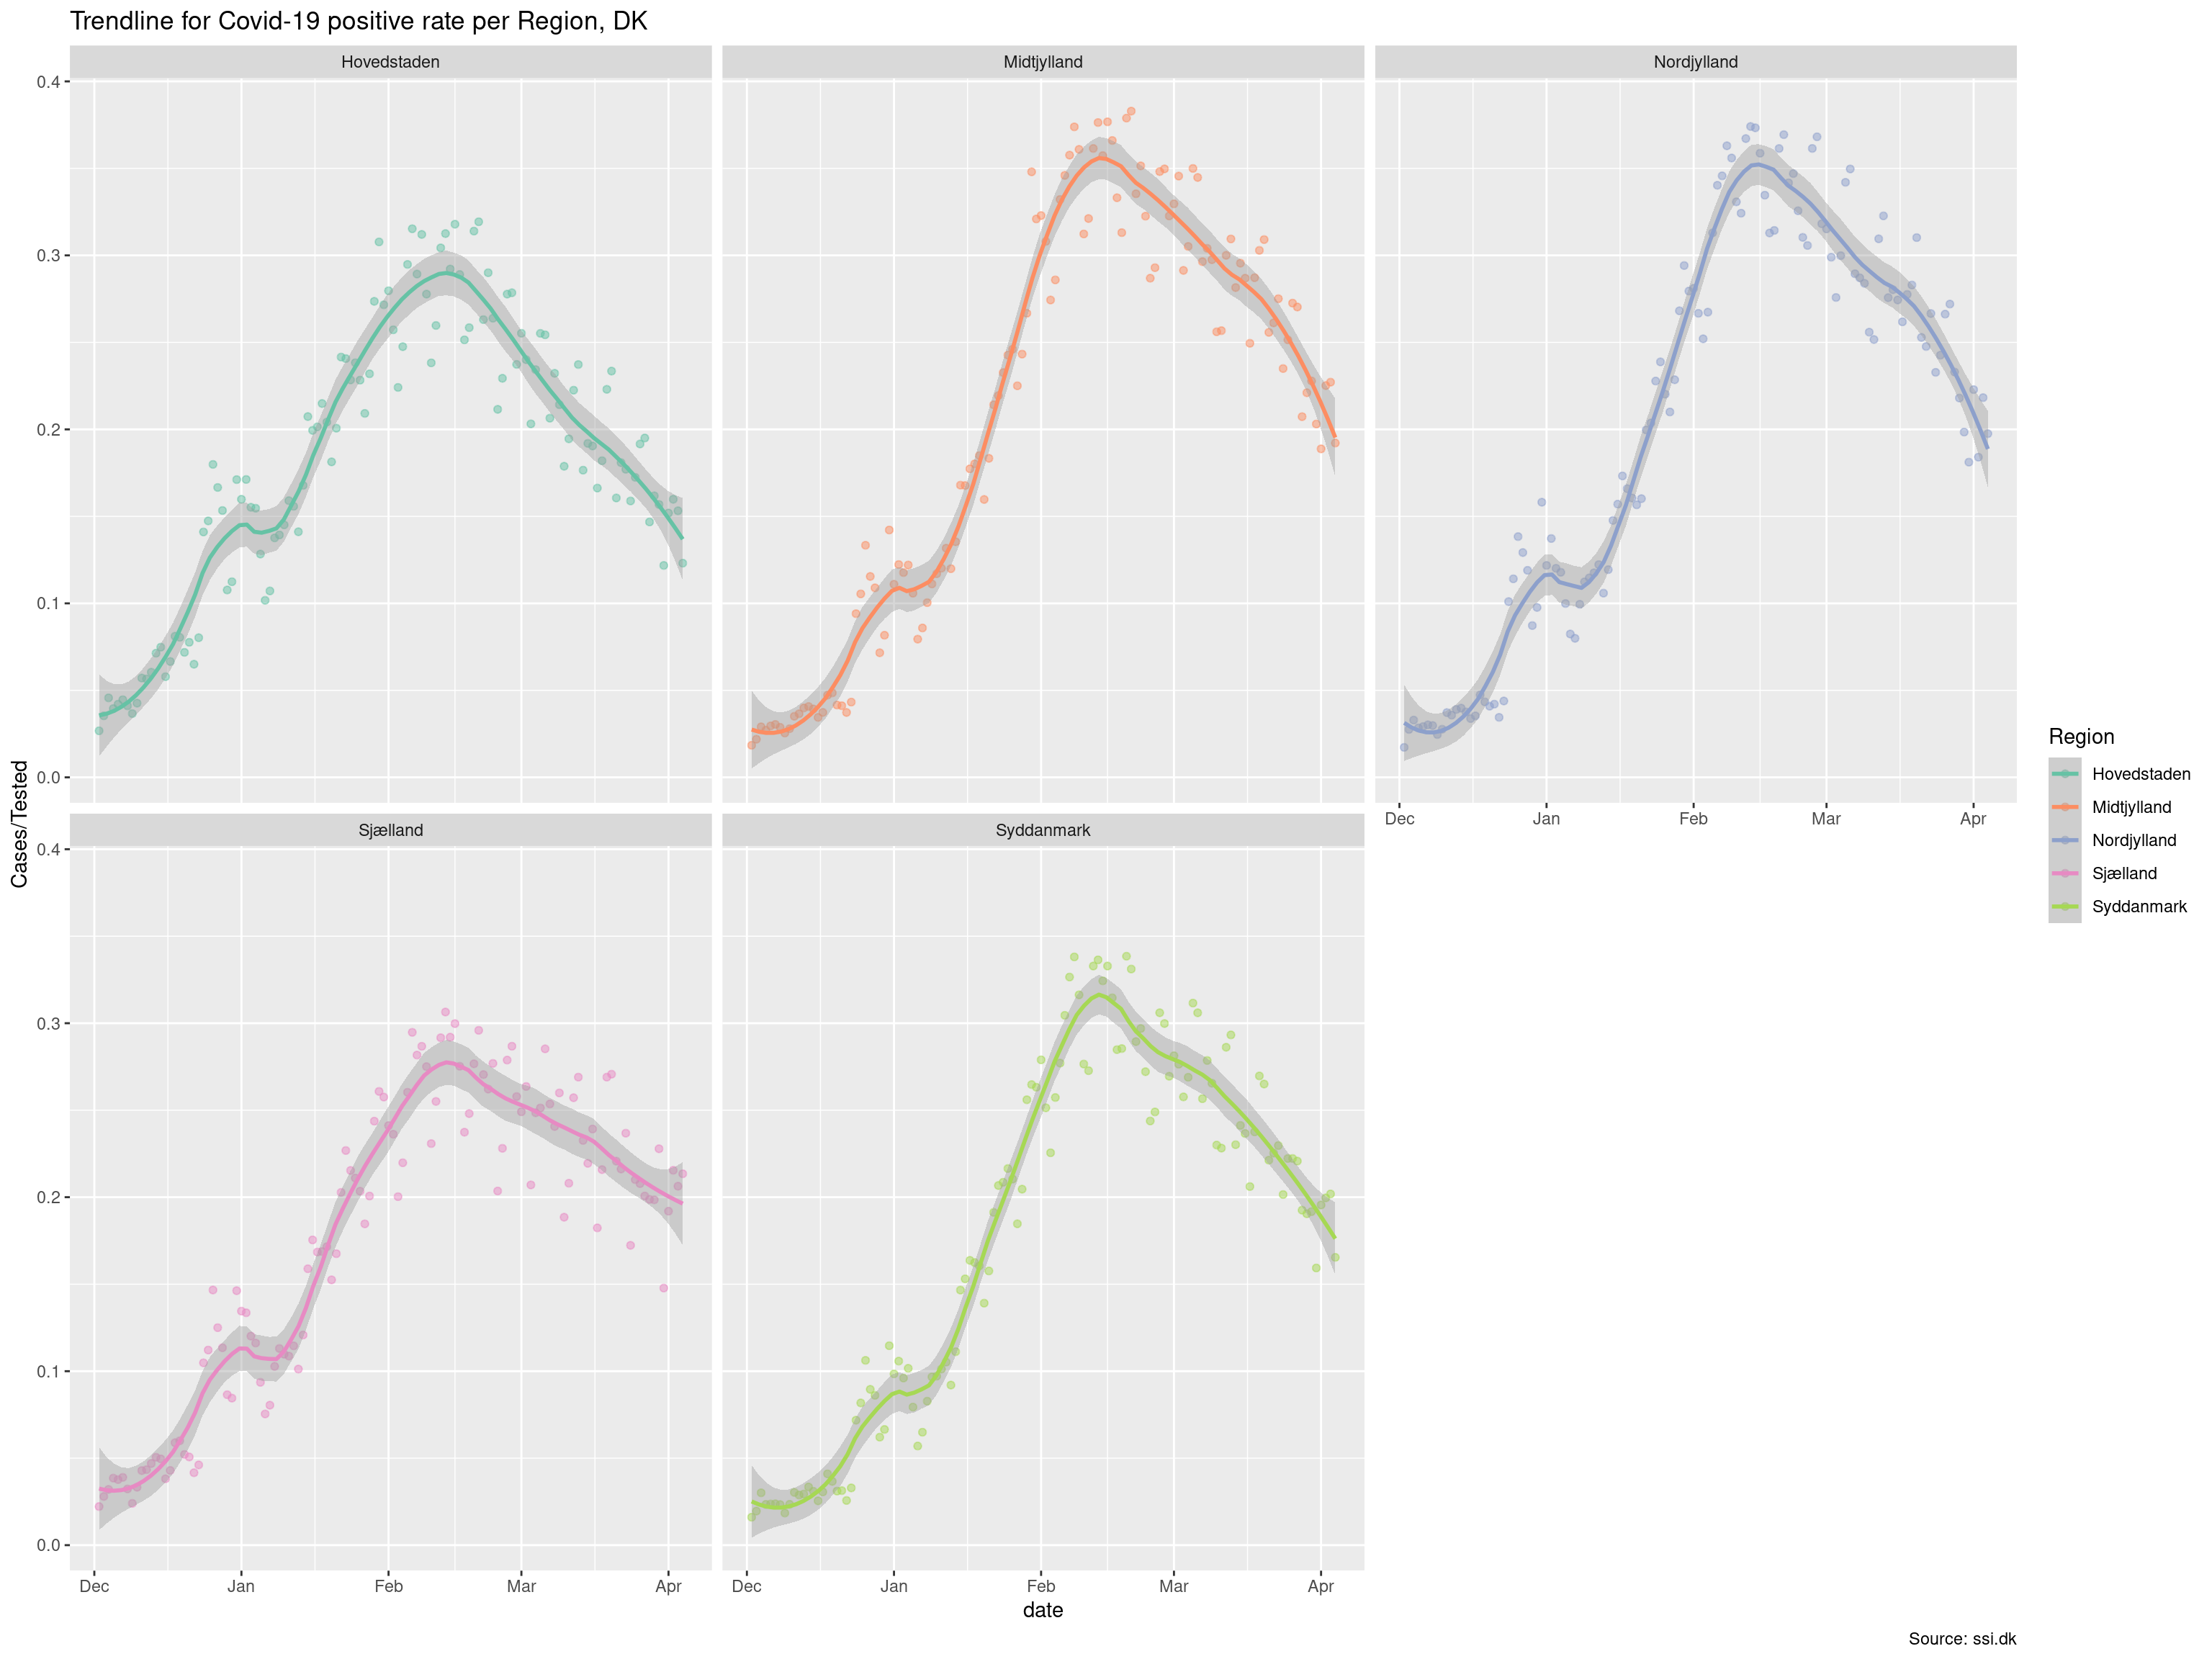 Trendline for Covid-19 positive rate per Region, DK
Hovedstaden
Midtjylland
Nordjylland
0.4
0.3
0.2
0.1
0.0
Dec Jan Feb Mar Apr
Cases/Tested
Sjælland
Syddanmark
0.4
0.3
0.2
0.1
0.0
Dec Jan Feb Mar Apr
Dec Jan Feb Mar Apr
date
Region
Hovedstaden
Midtjylland
Nordjylland
Sjælland
Syddanmark
Source: ssi.dk